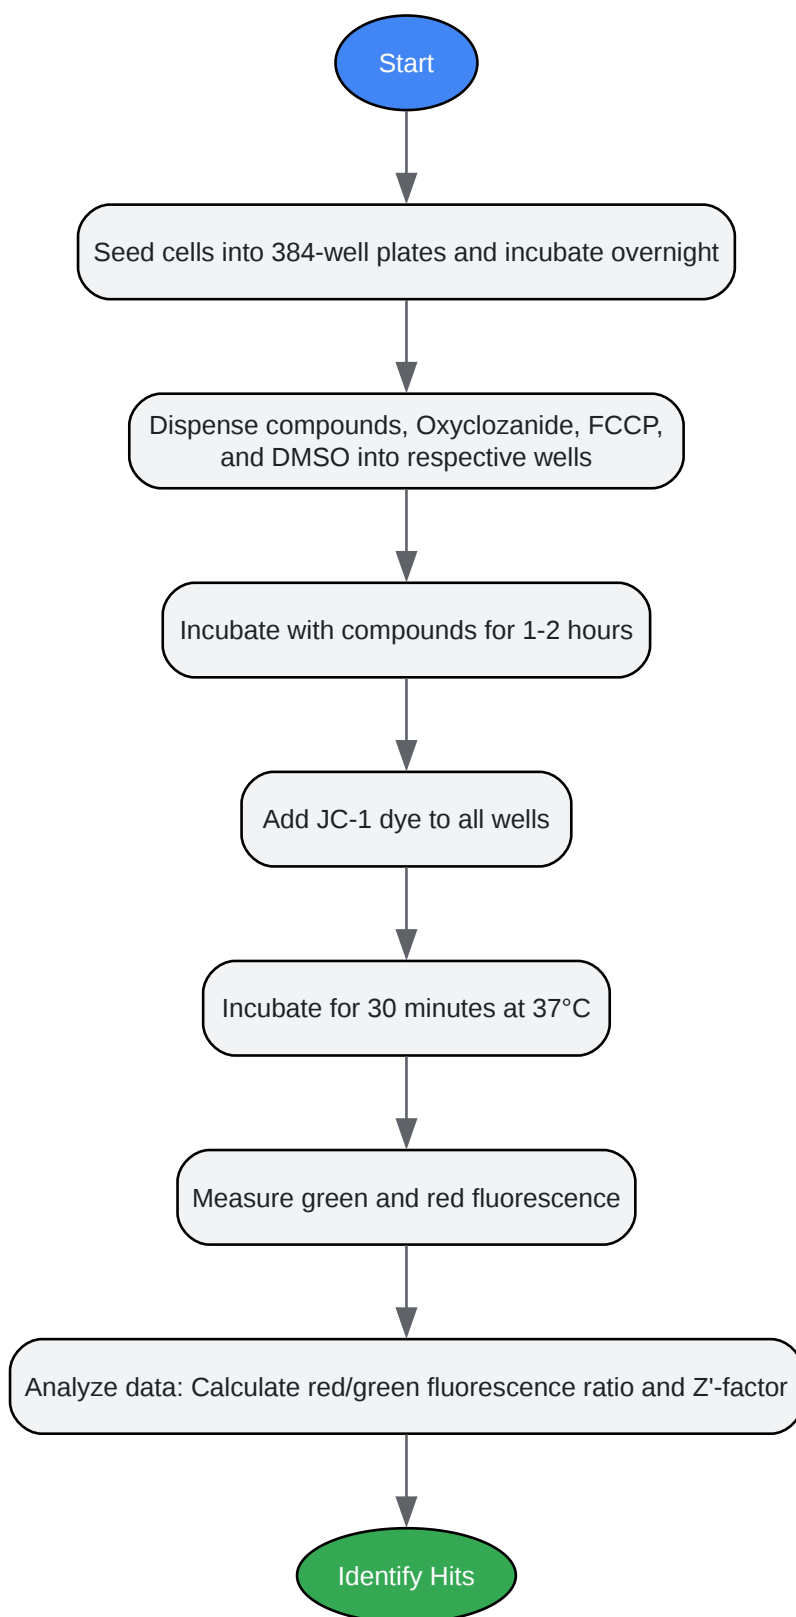 Start
Seed cells into 384-well plates and incubate overnight
Dispense compounds, Oxyclozanide, FCCP,
and DMSO into respective wells
Incubate with compounds for 1-2 hours
Add JC-1 dye to all wells
Incubate for 30 minutes at 37°C
Measure green and red fluorescence
Analyze data: Calculate red/green fluorescence ratio and Z'-factor
Identify Hits